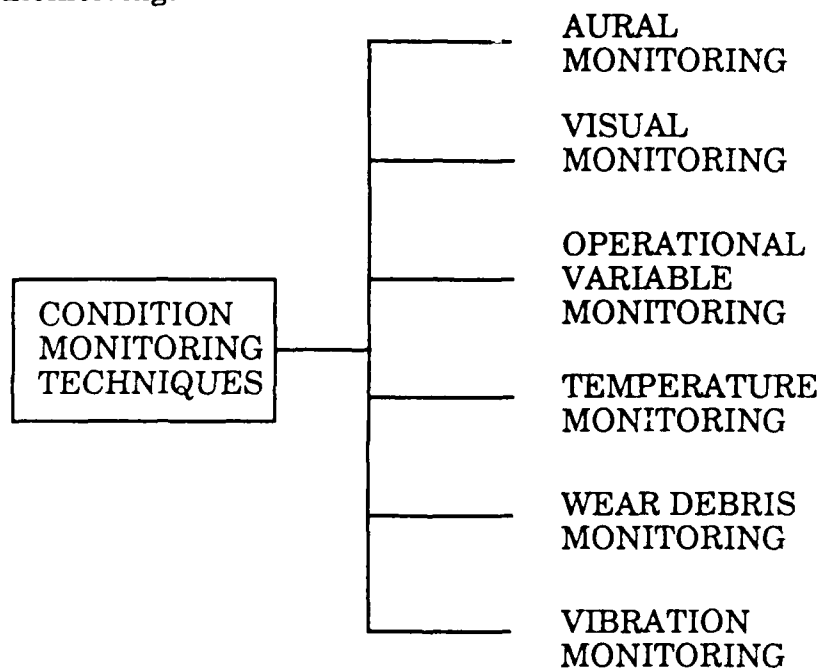 AURAL
MONITORING
VISUAL
MONITORING
OPERATIONAL
VARIABLE
MONITORING
CONDITION
MONITORING
TECHNIQUES
TEMPERATURE
MONITORING
WEAR DEBRIS
MONITORING
VIBRATION
MONITORING